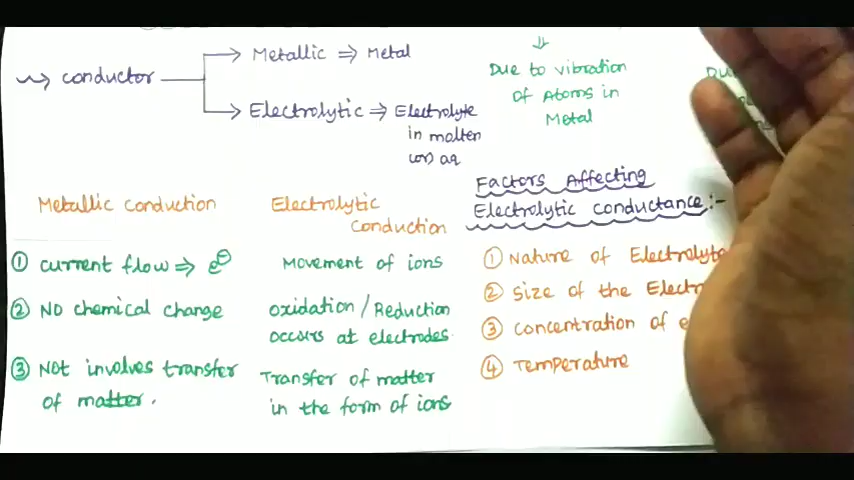 conductor
Metallic ⇒ Metal
Electrolytic ⇒ Electrolyte
in molten
(or) aq
⇓
Due to vibration
of Atoms in
Metal
Metallic conduction
① current flow ⇒ e⊖
② No chemical change
③ Not involves transfer
of matter.
Electrolytic
conduction
Movement of ions
oxidation / Reduction
occurs at electrodes.
Transfer of matter
in the form of ions
Factors Affecting
Electrolytic conductance :-
① Nature of Electrolyte
② Size of the
③ Concentration of
④ Temperature